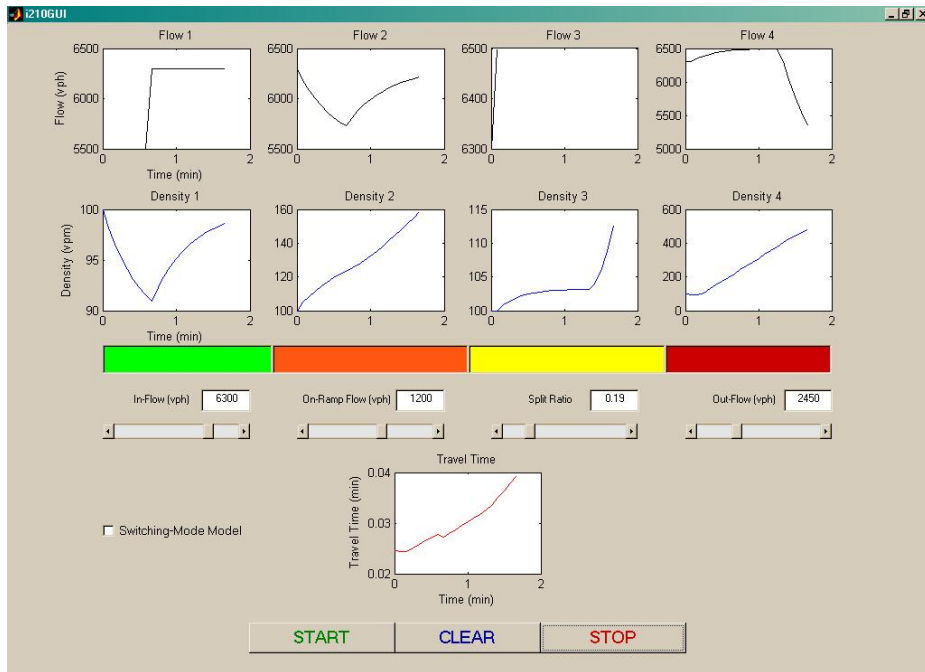 i210GUI
Flow 1
Flow 2
Flow 3
Flow 4
6500
6000
5500
0
1
2
Flow (vph)
Time (min)
6500
6000
5500
0
1
2
6500
6400
6300
0
1
2
6500
6000
5500
5000
0
1
2
Density 1
Density 2
Density 3
Density 4
100
95
90
0
1
2
Density (vpm)
Time (min)
160
140
120
100
0
1
2
115
110
105
100
0
1
2
600
400
200
0
0
1
2
In-Flow (vph) 6300
On-Ramp Flow (vph) 1200
Split Ratio 0.19
Out-Flow (vph) 2450
Travel Time
0.04
0.03
0.02
0
1
2
Travel Time (min)
Time (min)
Switching-Mode Model
START
CLEAR
STOP